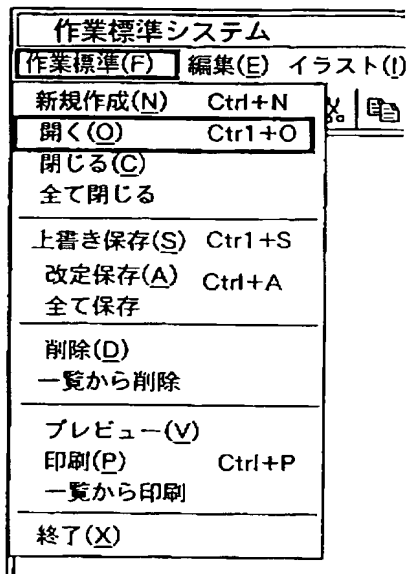 作業標準システム
作業標準(F) 編集(E) イラスト(I)
新規作成(N) Ctrl+N
開く(O) Ctr1+O
閉じる(C)
全て閉じる
上書き保存(S) Ctr1+S
改定保存(A) Ctrl+A
全て保存
削除(D)
一覧から削除
プレビュー(V)
印刷(P) Ctrl+P
一覧から印刷
終了(X)